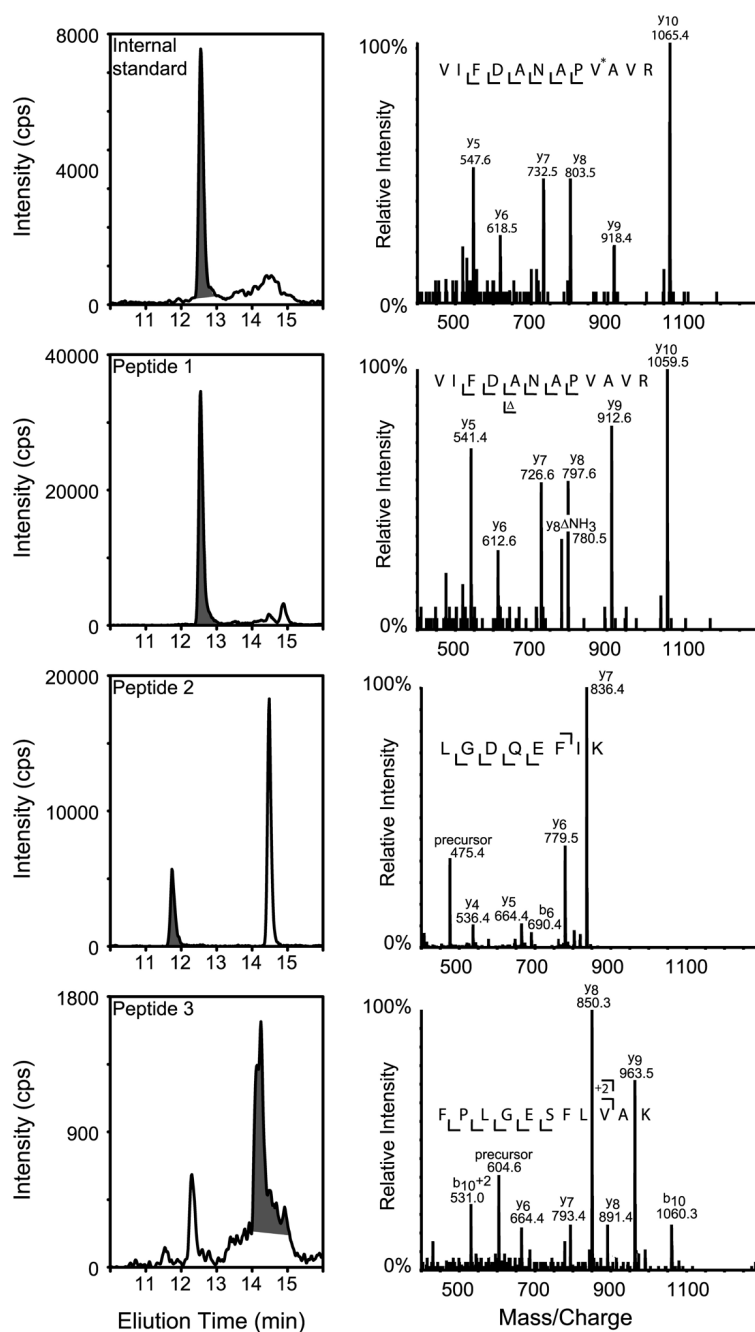 8000
Internal
standard
4000
0
Intensity (cps)
11 12 13 14 15
100%
y10
1065.4
V I F D A N A P V* A V R
y5
547.6
y6
618.5
y7
732.5
y8
803.5
y9
918.4
Relative Intensity
0%
500 700 900 1100
40000
Peptide 1
20000
0
Intensity (cps)
11 12 13 14 15
100%
y10
1059.5
V I F D A N A P V A V R
Δ
y5
541.4
y6
612.6
y7
726.6
y8
797.6
y8ΔNH3
780.5
y9
912.6
Relative Intensity
0%
500 700 900 1100
20000
Peptide 2
10000
0
Intensity (cps)
11 12 13 14 15
100%
y7
836.4
L G D Q E F I K
precursor
475.4
y4
536.4
y5
664.4
b6
690.4
y6
779.5
Relative Intensity
0%
500 700 900 1100
1800
Peptide 3
900
0
Intensity (cps)
11 12 13 14 15
Eliution Time (min)
100%
y8
850.3
+2
y9
963.5
F P L G E S F L V A K
precursor
604.6
b10+2
531.0
y6
664.4
y7
793.4
y8
891.4
b10
1060.3
Relative Intensity
0%
500 700 900 1100
Mass/Charge